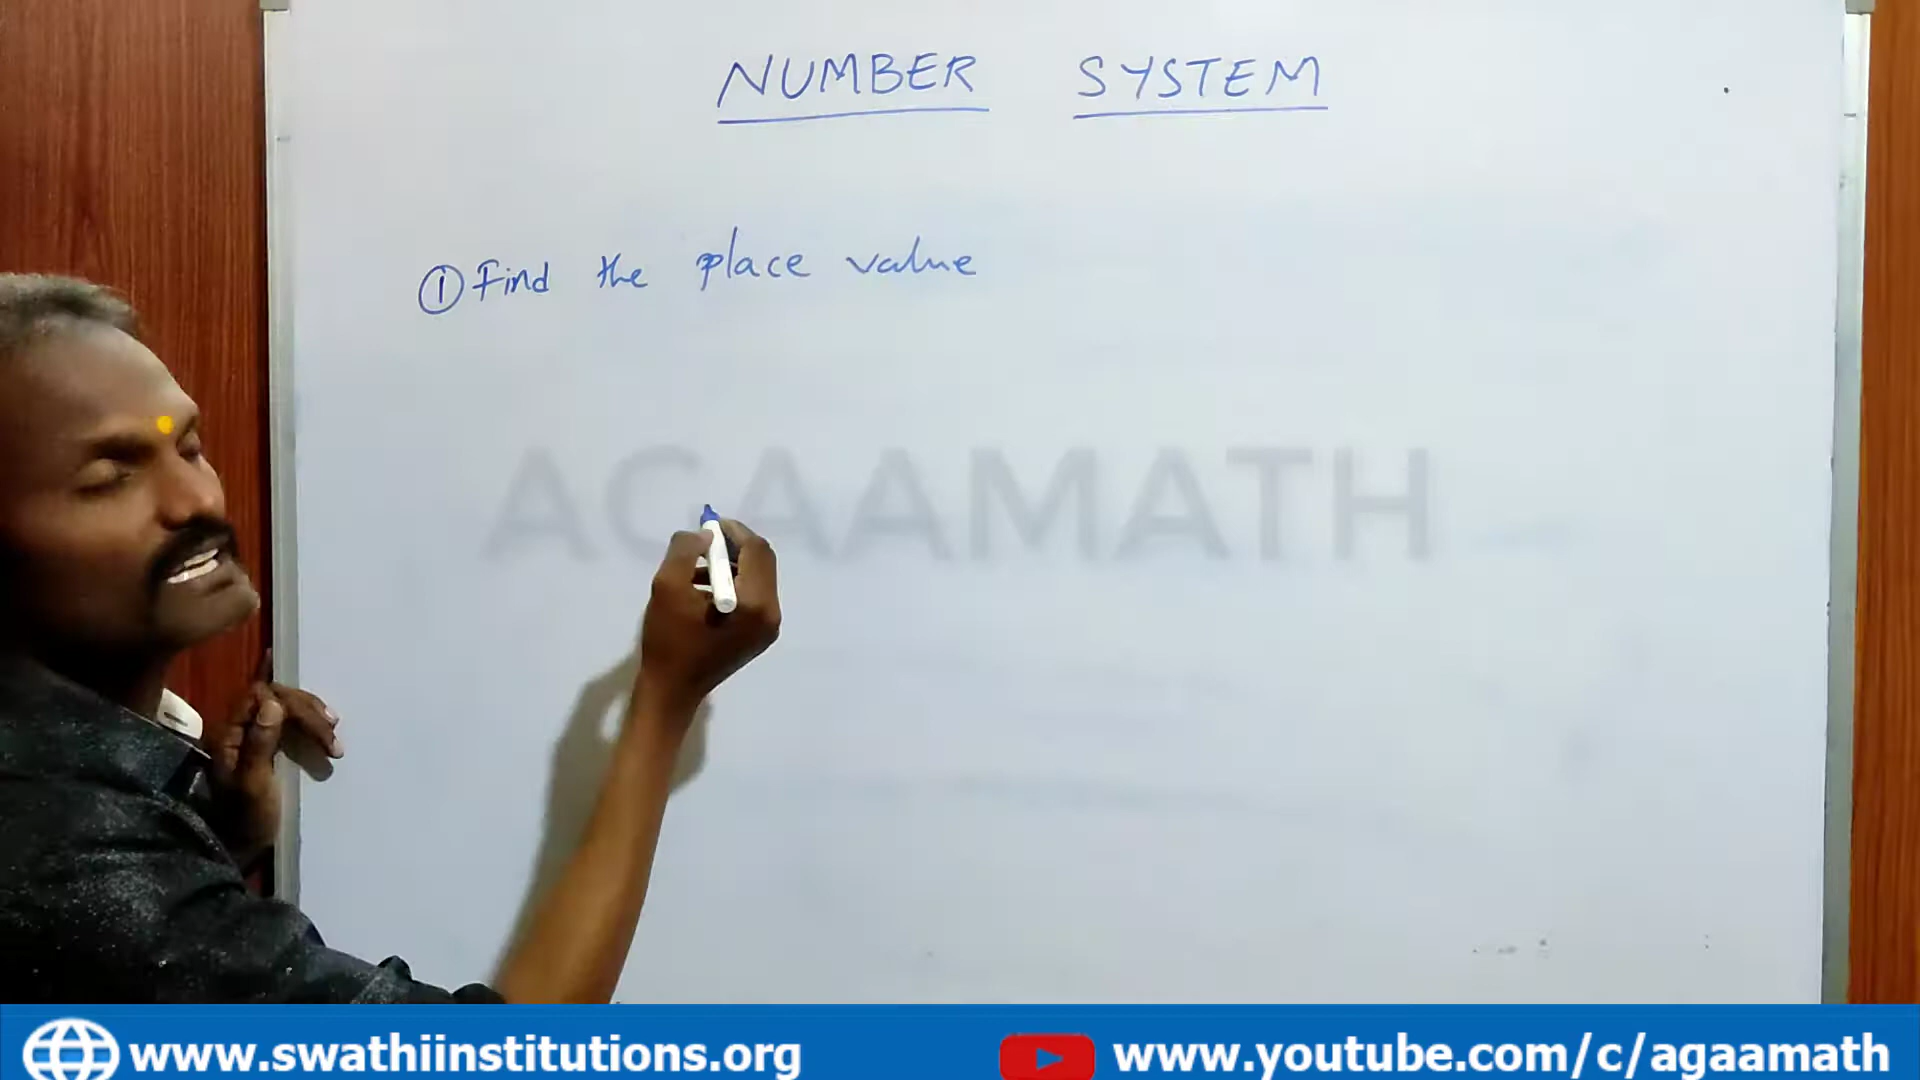 NUMBER SYSTEM
① Find the place value
AGAAMATH
www.swathiinstitutions.org
www.youtube.com/c/agaamath